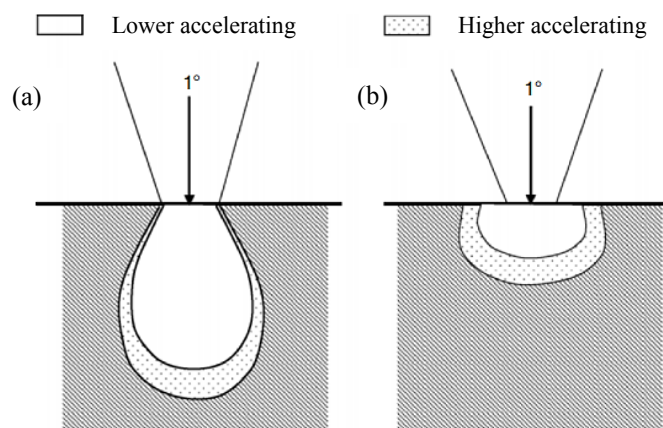 Lower accelerating
Higher accelerating
(a)
1°
(b)
1°